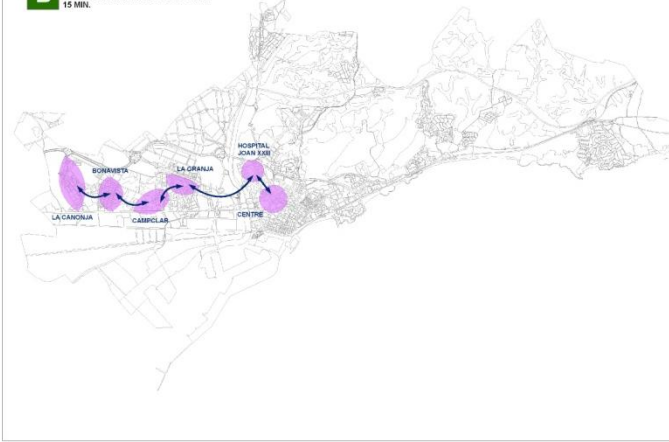 15 MIN.
HOSPITAL
JOAN XXIII
BONAVISTA
LA GRANJA
LA CANONJA
CAMPCLAR
CENTRE